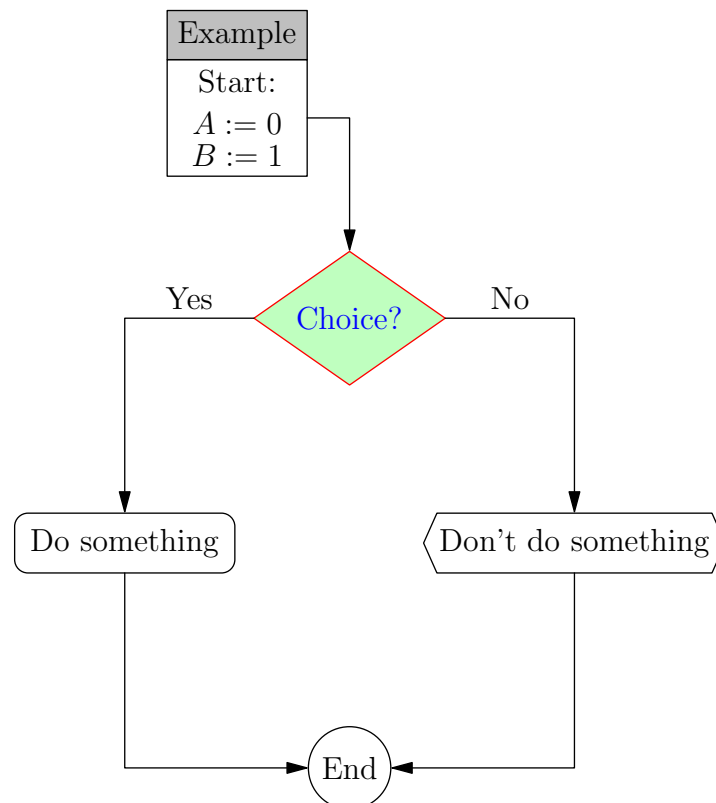 Example
Start:
A := 0
B := 1
Yes
No
Choice?
Do something
Don't do something
End